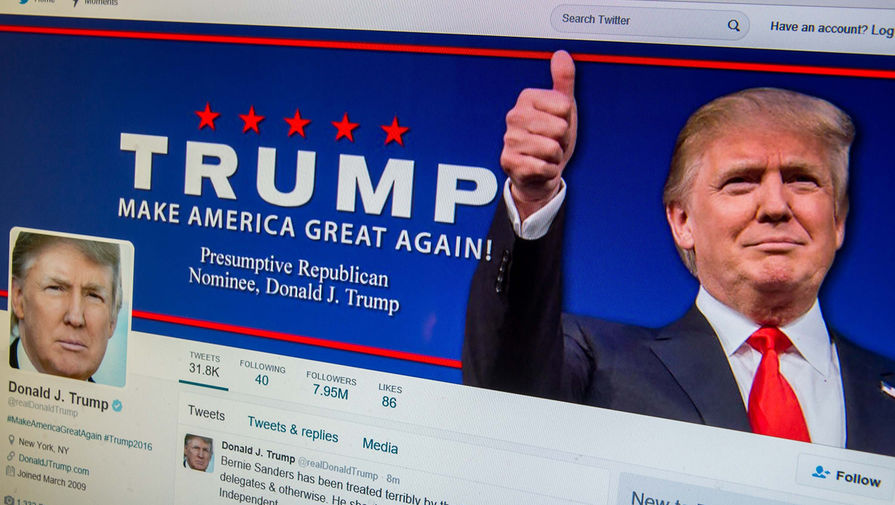 Home
Moments
Search Twitter
Have an account? Log
TRUMP
MAKE AMERICA GREAT AGAIN!
Presumptive Republican
Nominee, Donald J. Trump
TWEETS
31.8K
FOLLOWING
40
FOLLOWERS
7.95M
LIKES
86
Follow
Donald J. Trump
@realDonaldTrump
#MakeAmericaGreatAgain #Trump2016
New York, NY
DonaldJTrump.com
Joined March 2009
Tweets
Tweets & replies
Media
Donald J. Trump @realDonaldTrump · 8m
Bernie Sanders has been treated terribly by the
delegates & otherwise. He
Independent.
New to